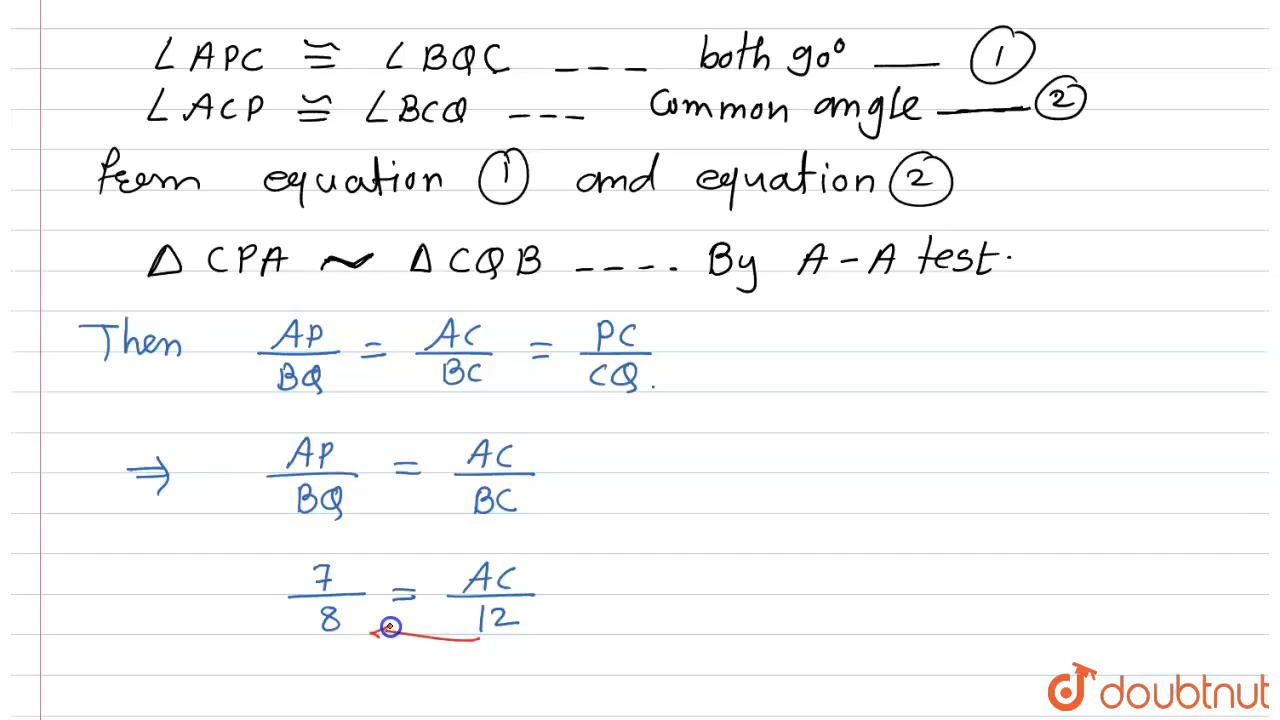 ∠APC ≅ ∠BQC --- both 90° — ①
∠ACP ≅ ∠BCQ --- Common angle — ②
from equation ① and equation ②
△ CPA ~ △ CQB ----. By A-A test.
Then AP/BQ = AC/BC = PC/CQ.
⇒ AP/BQ = AC/BC
7/8 = AC/12
doubtnut